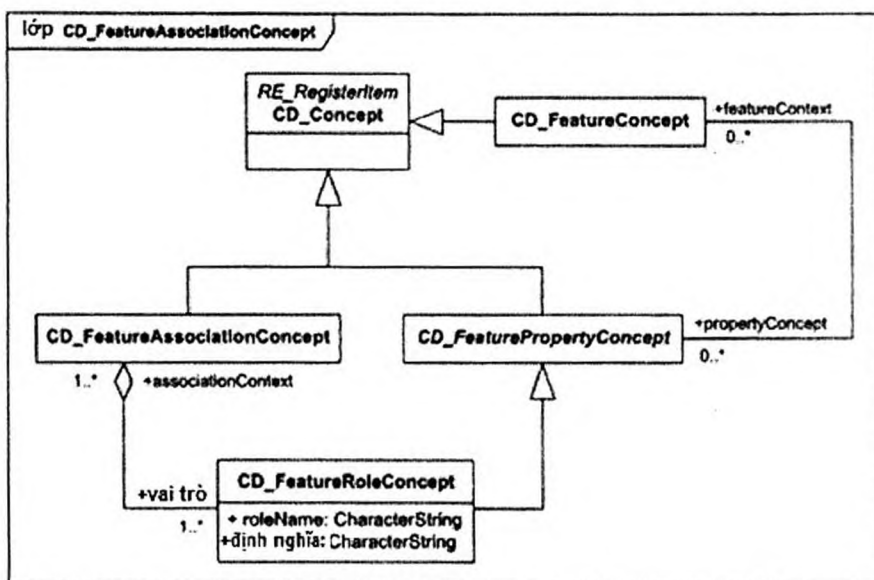 lớp CD_FeatureAssociationConcept
RE_RegisterItem
CD_Concept
CD_FeatureConcept
+featureContext
0..*
CD_FeatureAssociationConcept
CD_FeaturePropertyConcept
+propertyConcept
0..*
1..*
+associationContext
+vai trò
1..*
CD_FeatureRoleConcept
+ roleName: CharacterString
+định nghĩa: CharacterString